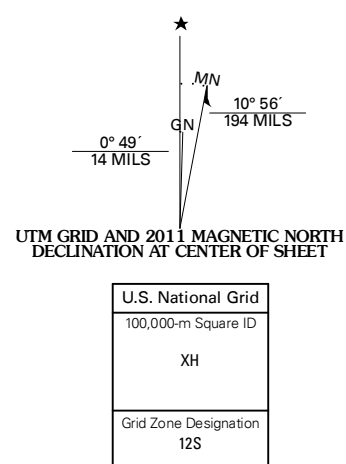 ★
MN
GN
10° 56´
194 MILS
0° 49´
14 MILS
UTM GRID AND 2011 MAGNETIC NORTH
DECLINATION AT CENTER OF SHEET
U.S. National Grid
100,000-m Square ID
XH
Grid Zone Designation
12S